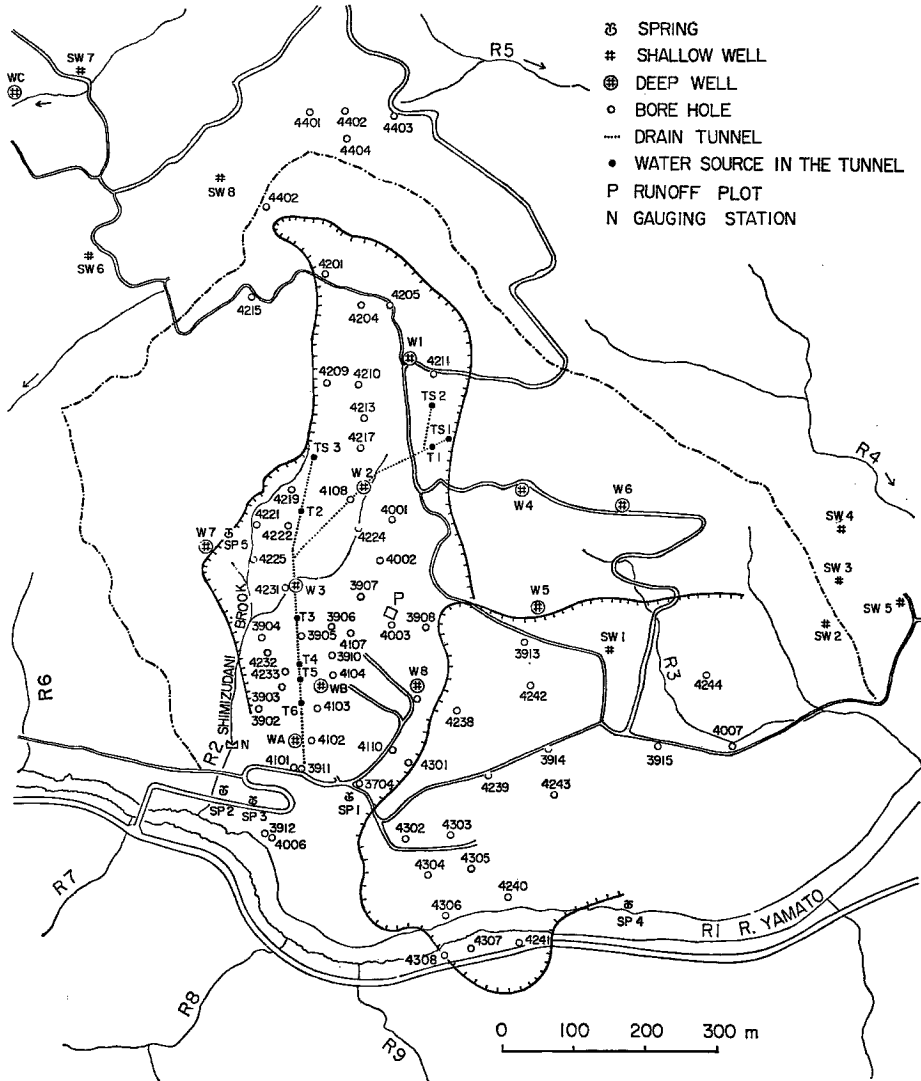 SPRING
SHALLOW WELL
DEEP WELL
BORE HOLE
DRAIN TUNNEL
WATER SOURCE IN THE TUNNEL
P RUNOFF PLOT
N GAUGING STATION
R5
SW7
WC
4401
4402
4403
4404
SW8
4402
SW6
4201
4215
4204
4205
W1
4211
4209
4210
TS2
4213
TS1
4217
T1
TS3
R4
W2
W4
W6
4219
4108
T2
4001
SW4
4221
4222
4224
W7
SP5
4225
4002
SW3
4231
W3
3907
P
W5
SW5
BROOK
T3
3906
4003
3908
SW2
3904
3905
4107
SW1
3913
3910
4232
T4
R3
4233
T5
4104
W8
4242
4244
R6
SHIMIZUDANI
3903
WB
3902
T6
4103
4238
R2
N
WA
4102
4110
4007
4101
3911
4301
3914
3915
3704
4239
4243
SP2
SP3
SP1
3912
4006
4302
4303
4304
4305
R7
4240
4306
SP4
R1 R. YAMATO
4307
4241
4308
R8
R9
0 100 200 300 m